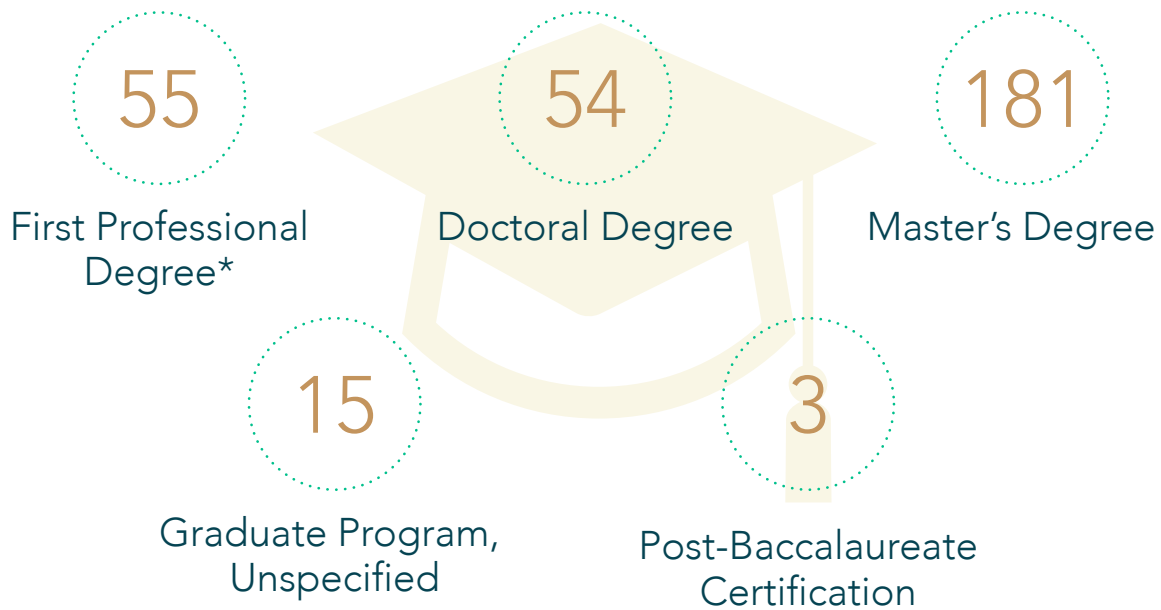 55
First Professional
Degree*
54
Doctoral Degree
181
Master’s Degree
15
Graduate Program,
Unspecified
3
Post-Baccalaureate
Certification